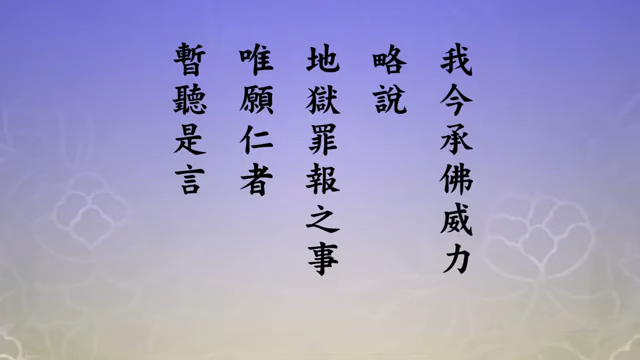 我今承佛威力
略說
地獄罪報之事
唯願仁者
暫聽是言